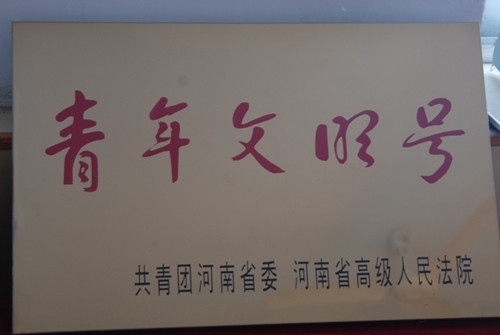 青年文明号
共青团河南省委 河南省高级人民法院